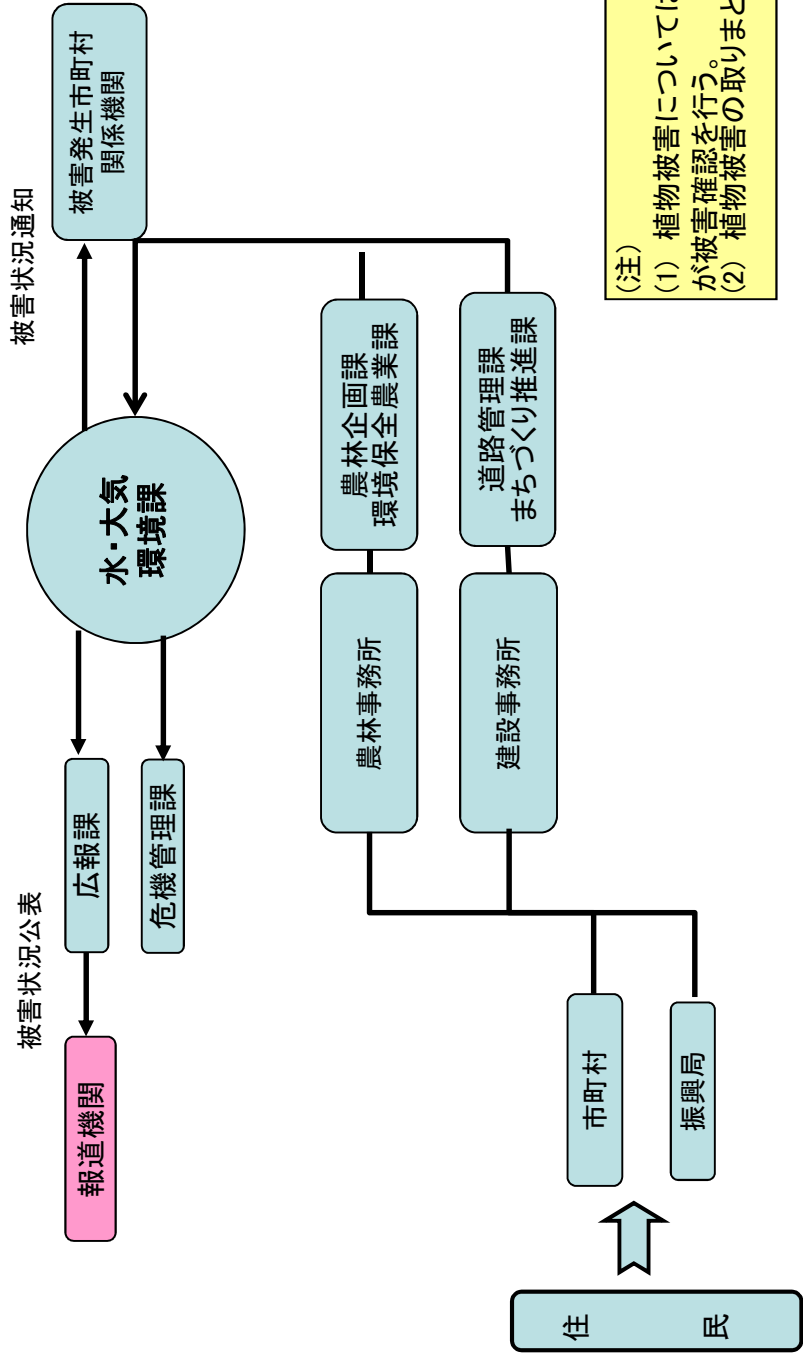 被害状況公表
被害状況通知
報道機関
広報課
危機管理課
水・大気
環境課
被害発生市町村
関係機関
農林事務所
農林企画課
環境保全農業課
建設事務所
道路管理課
まちづくり推進課
市町村
振興局
住民
(注)
(1) 植物被害については
が被害確認を行う。
(2) 植物被害の取りまと